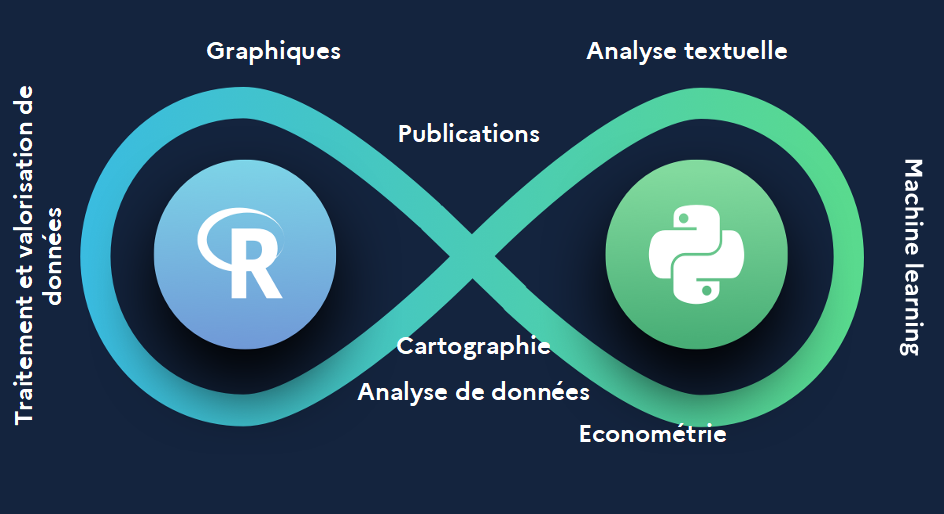 Graphiques
Analyse textuelle
Publications
Traitement et valorisation de
données
R
Machine learning
Cartographie
Analyse de données
Econométrie